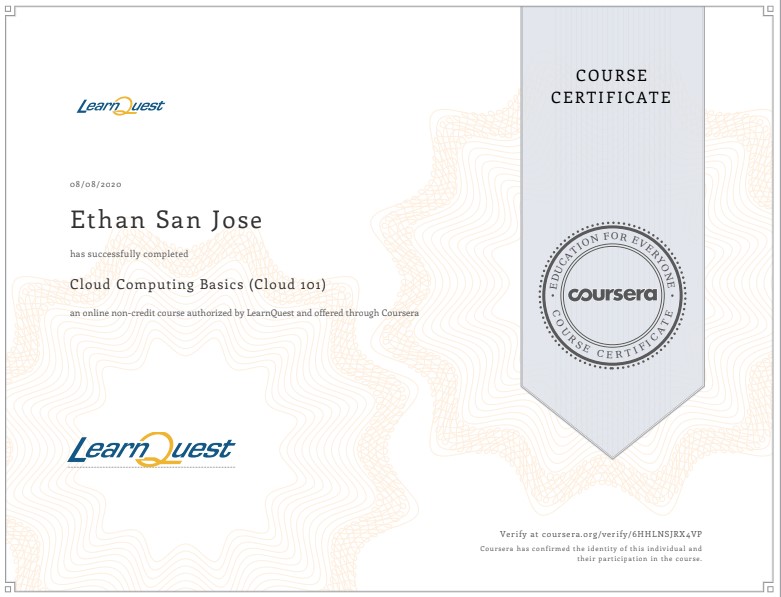 LearnQuest
COURSE
CERTIFICATE
08/08/2020
Ethan San Jose
has successfully completed
Cloud Computing Basics (Cloud 101)
an online non-credit course authorized by LearnQuest and offered through Coursera
EDUCATION FOR EVERYONE
coursera
COURSE CERTIFICATE
LearnQuest
Verify at coursera.org/verify/6HHLNSJRX4VP
Coursera has confirmed the identity of this individual and
their participation in the course.